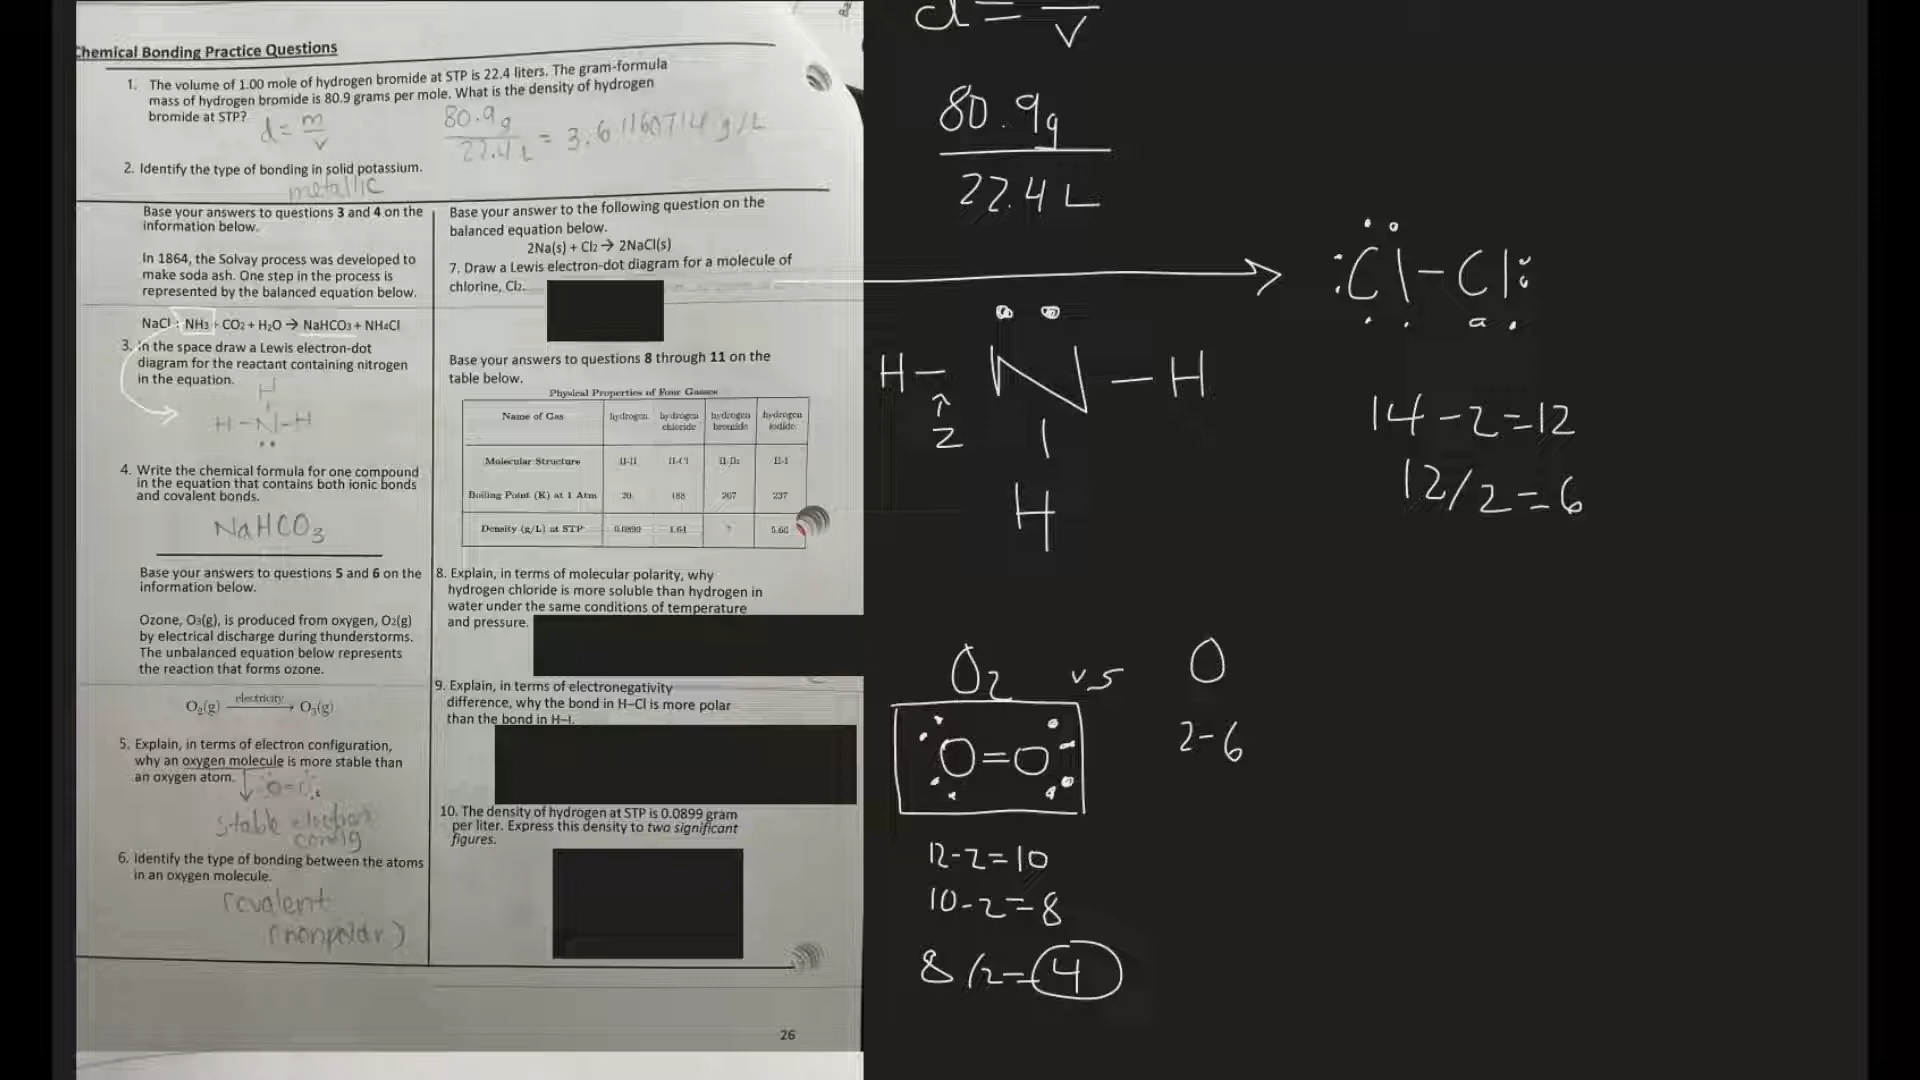 Chemical Bonding Practice Questions
1. The volume of 1.00 mole of hydrogen bromide at STP is 22.4 liters. The gram-formula
mass of hydrogen bromide is 80.9 grams per mole. What is the density of hydrogen
bromide at STP?
d = m
v
80.9 g
22.4 L
= 3.61160714 g/L
2. Identify the type of bonding in solid potassium.
metallic
Base your answers to questions 3 and 4 on the
information below.
In 1864, the Solvay process was developed to
make soda ash. One step in the process is
represented by the balanced equation below.
NaCl + NH3 + CO2 + H2O → NaHCO3 + NH4Cl
3. In the space draw a Lewis electron-dot
diagram for the reactant containing nitrogen
in the equation.
H
H-N-H
4. Write the chemical formula for one compound
in the equation that contains both ionic bonds
and covalent bonds.
NaHCO3
Base your answers to questions 5 and 6 on the
information below.
Ozone, O3(g), is produced from oxygen, O2(g)
by electrical discharge during thunderstorms.
The unbalanced equation below represents
the reaction that forms ozone.
O2(g) electricity → O3(g)
5. Explain, in terms of electron configuration,
why an oxygen molecule is more stable than
an oxygen atom.
stable electron
config
6. Identify the type of bonding between the atoms
in an oxygen molecule.
covalent
(nonpolar)
Base your answer to the following question on the
balanced equation below.
2Na(s) + Cl2 → 2NaCl(s)
7. Draw a Lewis electron-dot diagram for a molecule of
chlorine, Cl2.
Base your answers to questions 8 through 11 on the
table below.
Physical Properties of Four Gases
Name of Gas hydrogen hydrogen chloride hydrogen bromide hydrogen iodide
Molecular Structure H-H H-Cl H-Br H-I
Boiling Point (K) at 1 Atm 20. 188 207 237
Density (g/L) at STP 0.0899 1.64 ? 5.66
8. Explain, in terms of molecular polarity, why
hydrogen chloride is more soluble than hydrogen in
water under the same conditions of temperature
and pressure.
9. Explain, in terms of electronegativity
difference, why the bond in H–Cl is more polar
than the bond in H–I.
10. The density of hydrogen at STP is 0.0899 gram
per liter. Express this density to two significant
figures.
26
d =
v
80.9g
22.4 L
H - N - H
↑
2
H
:Cl-Cl:
14-2=12
12/2=6
O2 vs O
2-6
O=O
12-2=10
10-2=8
8/2=4